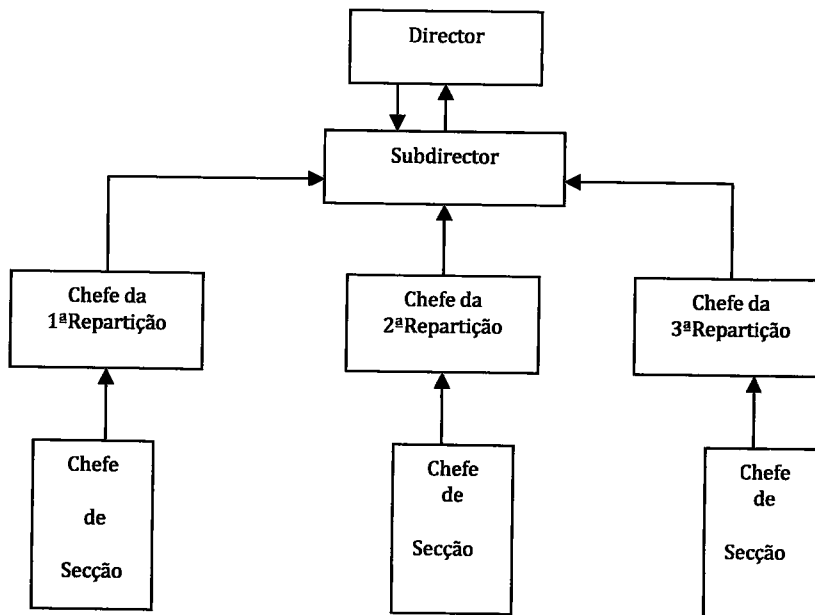 Director
Subdirector
Chefe da
1ªRepartição
Chefe da
2ªRepartição
Chefe da
3ªRepartição
Chefe
de
Secção
Chefe
de
Secção
Chefe
de
Secção